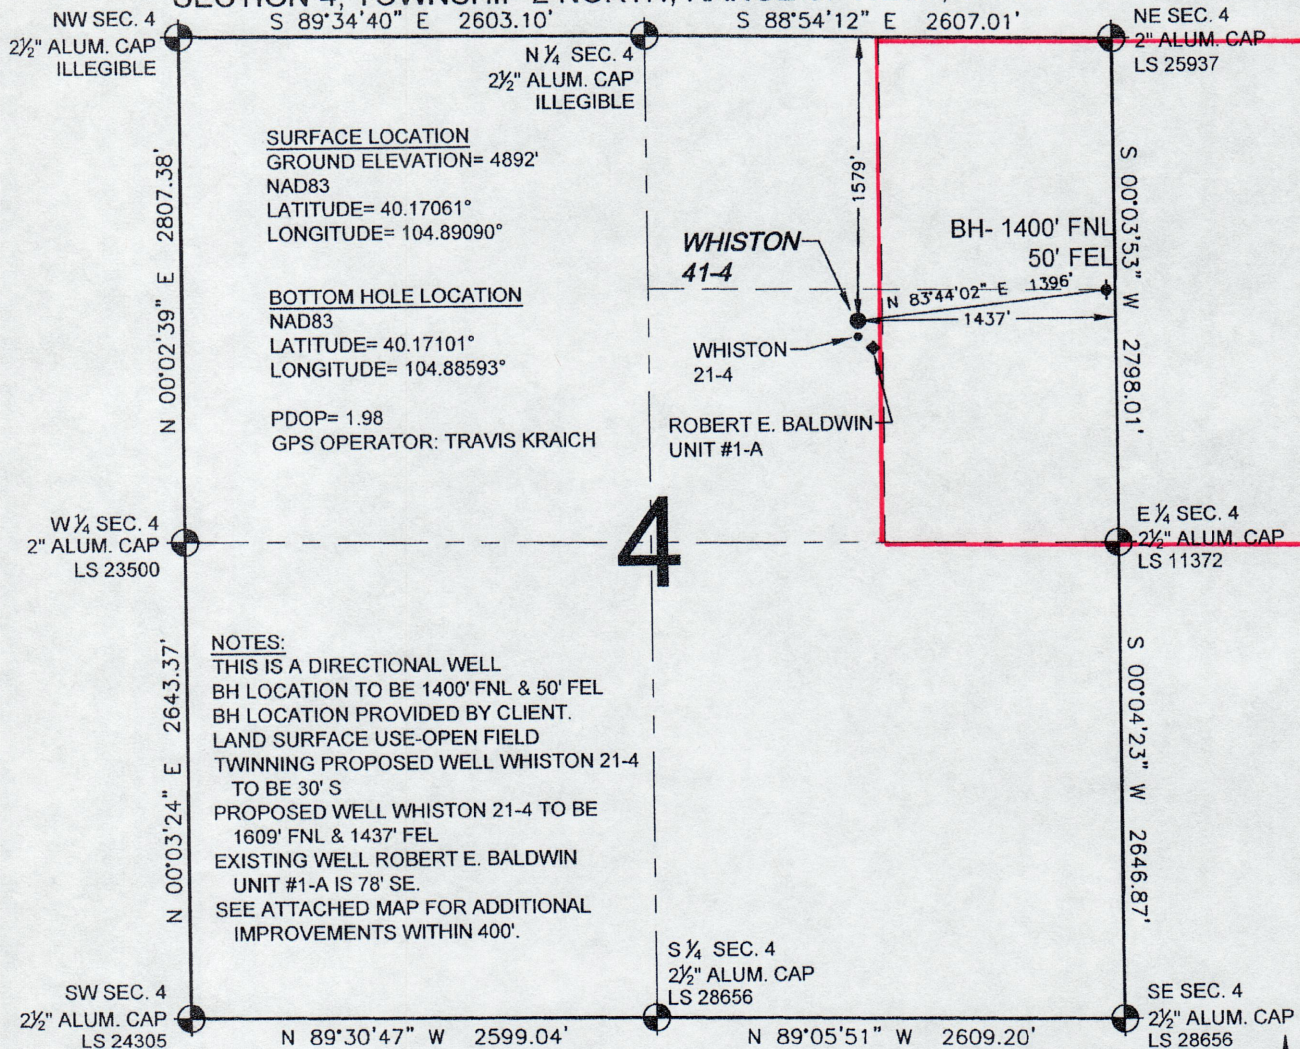 SECTION 4, TOWNSHIP 2 NORTH, RANGE
S 89°34'40" E 2603.10'
S 88°54'12" E 2607.01'
NW SEC. 4
2½" ALUM. CAP
ILLEGIBLE
N ¼ SEC. 4
2½" ALUM. CAP
ILLEGIBLE
NE SEC. 4
2" ALUM. CAP
LS 25937
SURFACE LOCATION
GROUND ELEVATION= 4892'
NAD83
LATITUDE= 40.17061°
LONGITUDE= 104.89090°
BOTTOM HOLE LOCATION
NAD83
LATITUDE= 40.17101°
LONGITUDE= 104.88593°
PDOP= 1.98
GPS OPERATOR: TRAVIS KRAICH
N 00°02'39" E 2807.38'
1579'
WHISTON
41-4
BH- 1400' FNL
50' FEL
N 83°44'02" E 1396'
1437'
WHISTON
21-4
ROBERT E. BALDWIN
UNIT #1-A
S 00°03'53" W 2798.01'
W ¼ SEC. 4
2" ALUM. CAP
LS 23500
4
E ¼ SEC. 4
2½" ALUM. CAP
LS 11372
N 00°03'24" E 2643.37'
NOTES:
THIS IS A DIRECTIONAL WELL
BH LOCATION TO BE 1400' FNL & 50' FEL
BH LOCATION PROVIDED BY CLIENT.
LAND SURFACE USE-OPEN FIELD
TWINNING PROPOSED WELL WHISTON 21-4
TO BE 30' S
PROPOSED WELL WHISTON 21-4 TO BE
1609' FNL & 1437' FEL
EXISTING WELL ROBERT E. BALDWIN
UNIT #1-A IS 78' SE.
SEE ATTACHED MAP FOR ADDITIONAL
IMPROVEMENTS WITHIN 400'.
S 00°04'23" W 2646.87'
SW SEC. 4
2½" ALUM. CAP
LS 24305
S ¼ SEC. 4
2½" ALUM. CAP
LS 28656
SE SEC. 4
2½" ALUM. CAP
LS 28656
N 89°30'47" W 2599.04'
N 89°05'51" W 2609.20'